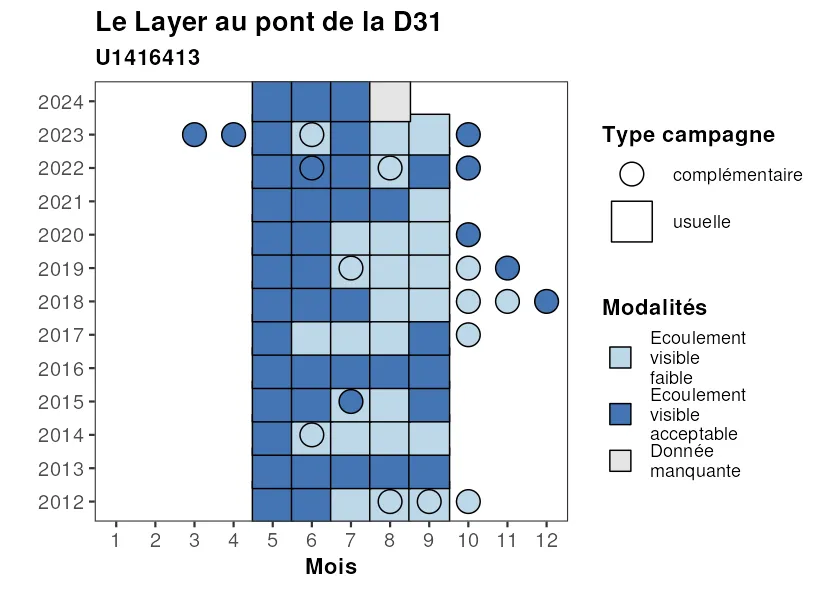 Le Layer au pont de la D31
U1416413
2024
2023
2022
2021
2020
2019
2018
2017
2016
2015
2014
2013
2012
1 2 3 4 5 6 7 8 9 10 11 12
Mois
Type campagne
complémentaire
usuelle
Modalités
Ecoulement
visible
faible
Ecoulement
visible
acceptable
Donnée
manquante